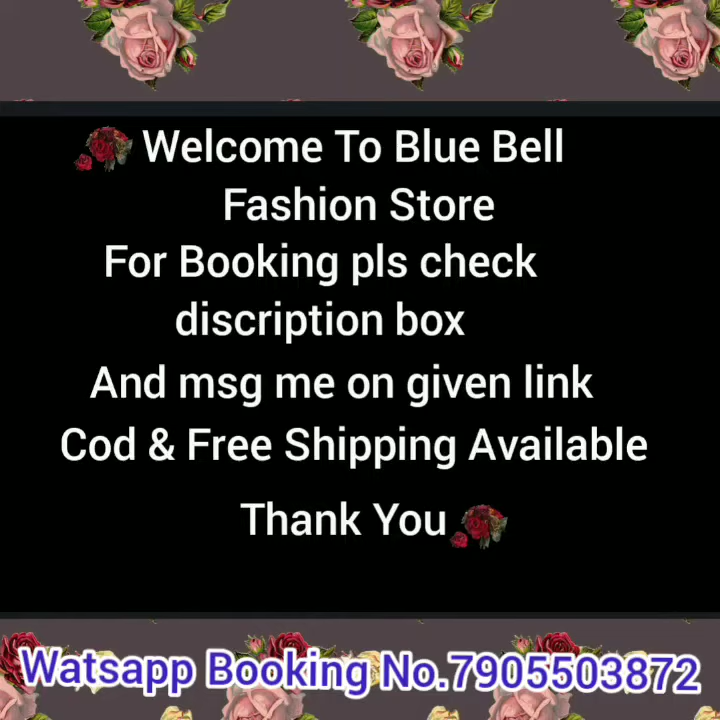 Welcome To Blue Bell
Fashion Store
For Booking pls check
discription box
And msg me on given link
Cod & Free Shipping Available
Thank You
Watsapp Booking No.7905503872